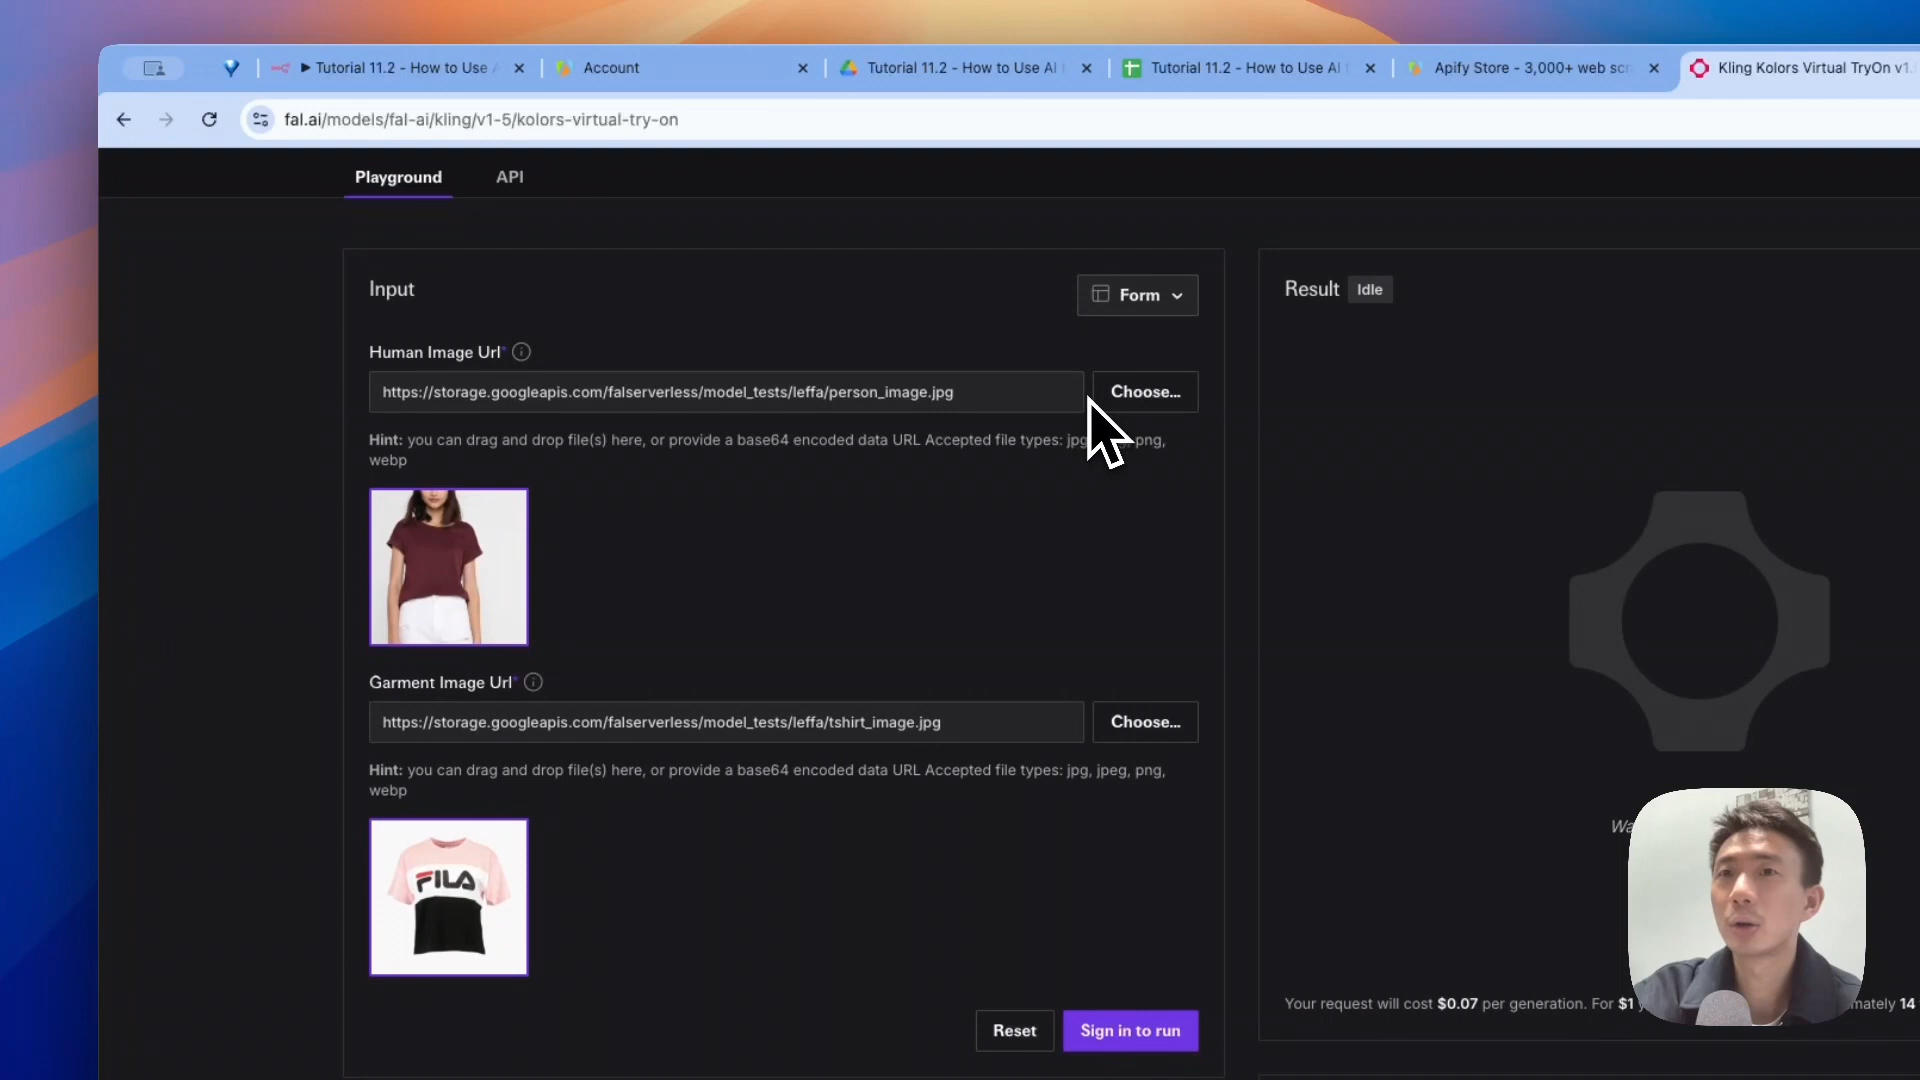 Tutorial 11.2 - How to Use
Account
Tutorial 11.2 - How to Use AI
Tutorial 11.2 - How to Use AI
Apify Store - 3,000+ web scr
Kling Kolors Virtual TryOn v1.
fal.ai/models/fal-ai/kling/v1-5/kolors-virtual-try-on
Playground
API
Input
Form
Result
Idle
Human Image Url*
https://storage.googleapis.com/falserverless/model_tests/leffa/person_image.jpg
Choose...
Hint: you can drag and drop file(s) here, or provide a base64 encoded data URL Accepted file types: jpg, png,
webp
Garment Image Url*
https://storage.googleapis.com/falserverless/model_tests/leffa/tshirt_image.jpg
Choose...
Hint: you can drag and drop file(s) here, or provide a base64 encoded data URL Accepted file types: jpg, jpeg, png,
webp
FILA
Your request will cost $0.07 per generation. For $1
14
Reset
Sign in to run